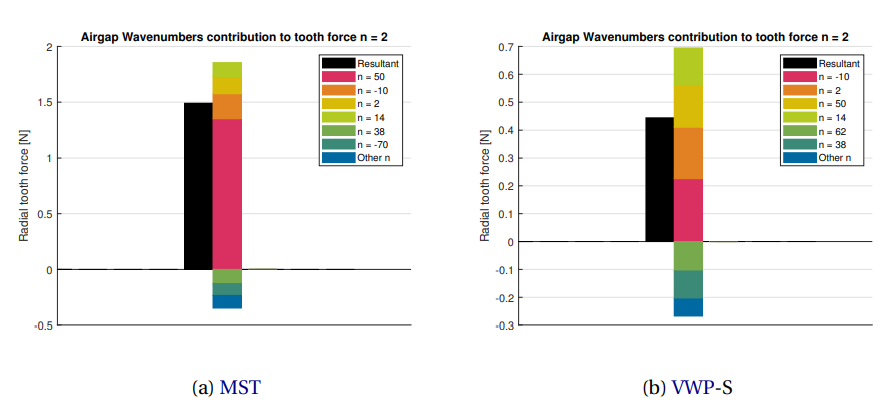 Airgap Wavenumbers contribution to tooth force n = 2
Radial tooth force [N]
2
1.5
1
0.5
0
-0.5
Resultant
n = 50
n = -10
n = 2
n = 14
n = 38
n = -70
Other n
(a) MST
Airgap Wavenumbers contribution to tooth force n = 2
Radial tooth force [N]
0.7
0.6
0.5
0.4
0.3
0.2
0.1
0
-0.1
-0.2
-0.3
Resultant
n = -10
n = 2
n = 50
n = 14
n = 62
n = 38
Other n
(b) VWP-S